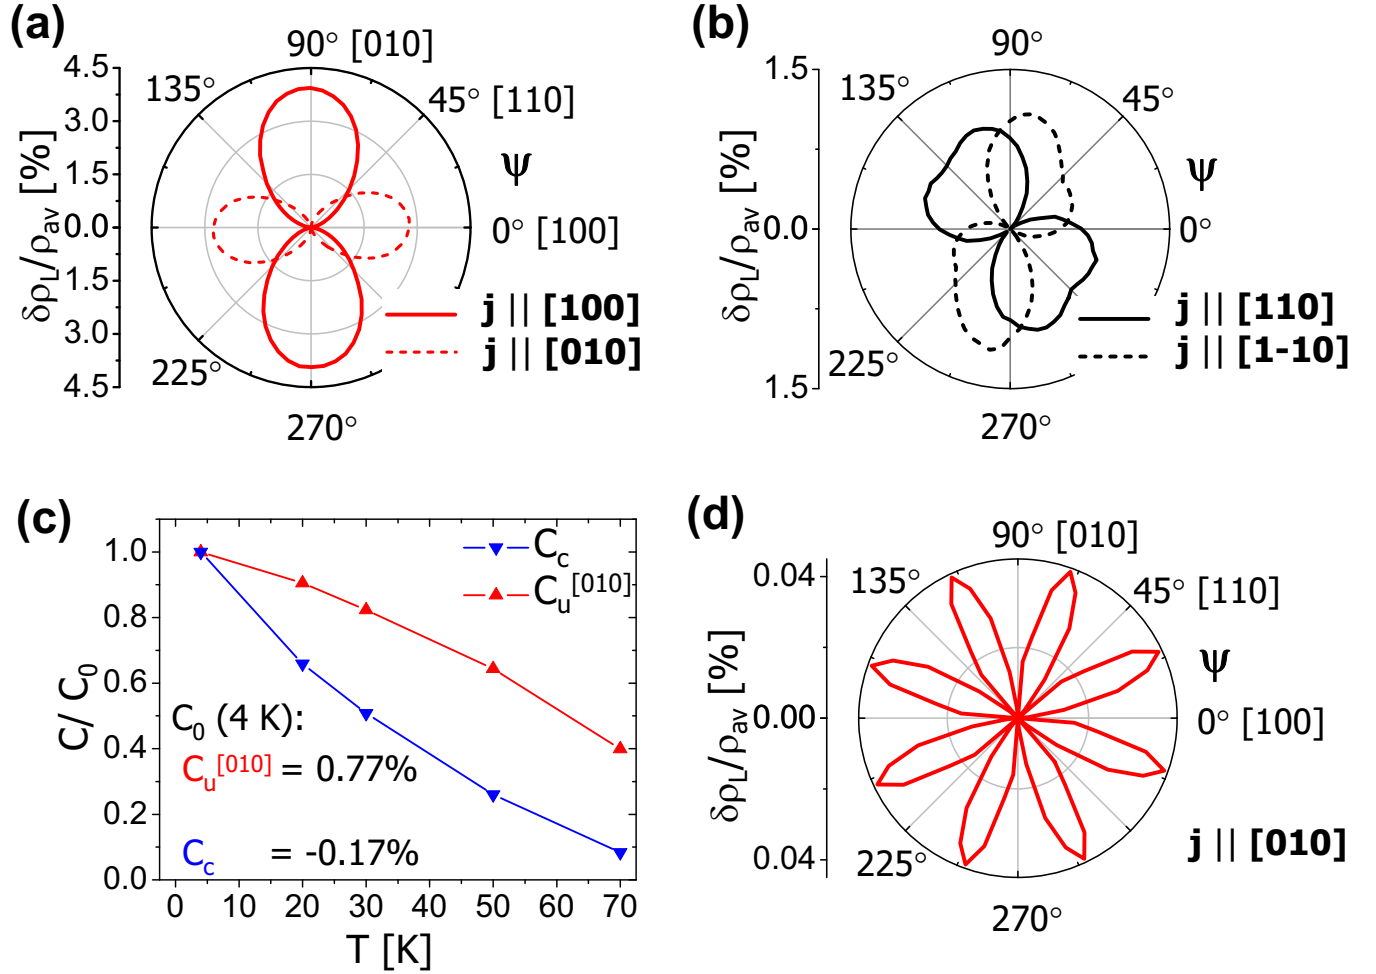 (a)
90° [010]
135°
45° [110]
ψ
0° [100]
225°
270°
4.5
3.0
1.5
0.0
1.5
3.0
4.5
δρL/ρav [%]
j || [100]
j || [010]
(b)
90°
135°
45°
ψ
0°
225°
270°
1.5
0.0
1.5
δρL/ρav [%]
j || [110]
j || [1-10]
(c)
1.0
0.8
0.6
0.4
0.2
0.0
C/ C0
Cc
Cu[010]
C0 (4 K):
Cu[010] = 0.77%
Cc = -0.17%
0 10 20 30 40 50 60 70
T [K]
(d)
90° [010]
135°
45° [110]
ψ
0° [100]
225°
270°
0.04
0.02
0.00
0.02
0.04
δρL/ρav [%]
j || [010]